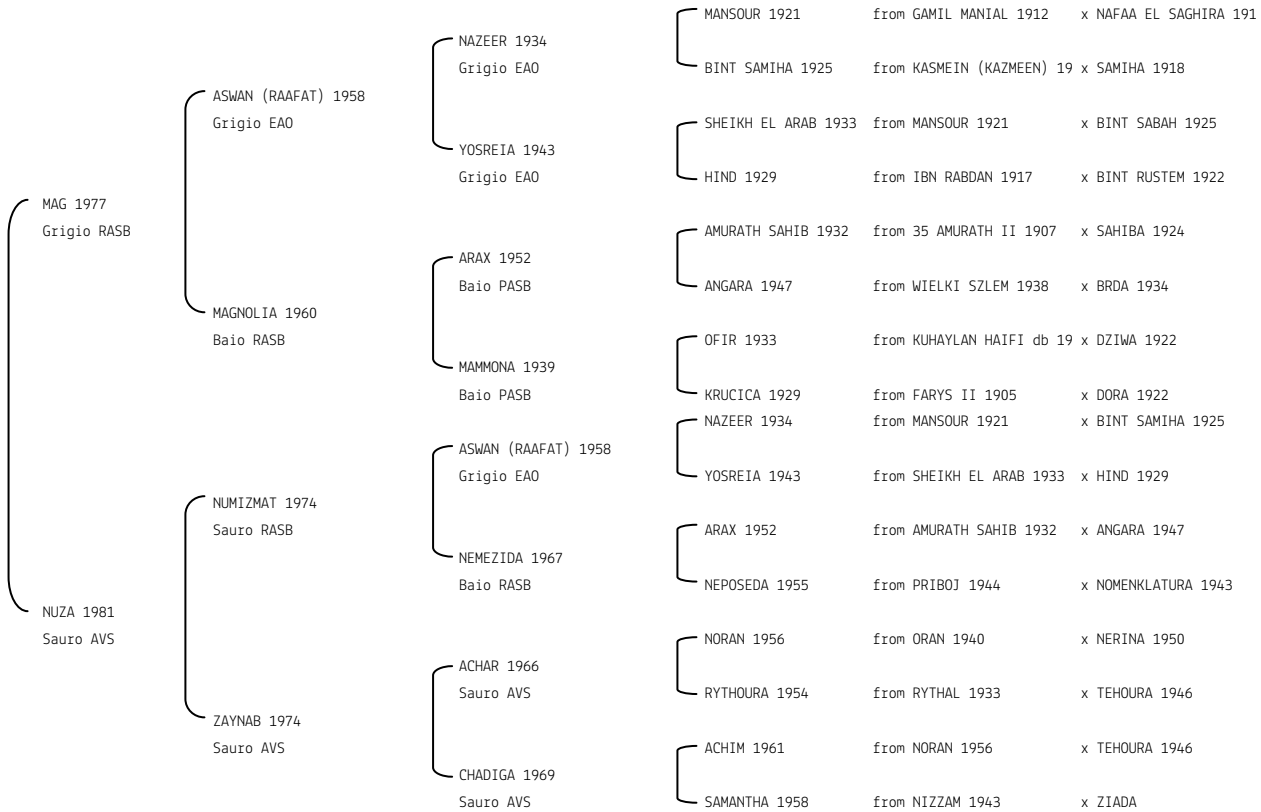 MANSOUR 1921 from GAMIL MANIAL 1912 x NAFAA EL SAGHIRA 191
NAZEER 1934
Grigio EAO BINT SAMIHA 1925 from KASMEIN (KAZMEEN) 19 x SAMIHA 1918
ASWAN (RAAFAT) 1958
Grigio EAO SHEIKH EL ARAB 1933 from MANSOUR 1921 x BINT SABAH 1925
YOSREIA 1943
Grigio EAO HIND 1929 from IBN RABDAN 1917 x BINT RUSTEM 1922
MAG 1977
Grigio RASB AMURATH SAHIB 1932 from 35 AMURATH II 1907 x SAHIBA 1924
ARAX 1952
Baio PASB ANGARA 1947 from WIELKI SZLEM 1938 x BRDA 1934
MAGNOLIA 1960
Baio RASB OFIR 1933 from KUHAYLAN HAIFI db 19 x DZIWA 1922
MAMMONA 1939
Baio PASB KRUCICA 1929 from FARYS II 1905 x DORA 1922
NAZEER 1934 from MANSOUR 1921 x BINT SAMIHA 1925
ASWAN (RAAFAT) 1958
Grigio EAO YOSREIA 1943 from SHEIKH EL ARAB 1933 x HIND 1929
NUMIZMAT 1974
Sauro RASB ARAX 1952 from AMURATH SAHIB 1932 x ANGARA 1947
NEMEZIDA 1967
Baio RASB NEPOSEDA 1955 from PRIBOJ 1944 x NOMENKLATURA 1943
NUZA 1981
Sauro AVS NORAN 1956 from ORAN 1940 x NERINA 1950
ACHAR 1966
Sauro AVS RYTHOURA 1954 from RYTHAL 1933 x TEHOURA 1946
ZAYNAB 1974
Sauro AVS ACHIM 1961 from NORAN 1956 x TEHOURA 1946
CHADIGA 1969
Sauro AVS SAMANTHA 1958 from NIZZAM 1943 x ZIADA